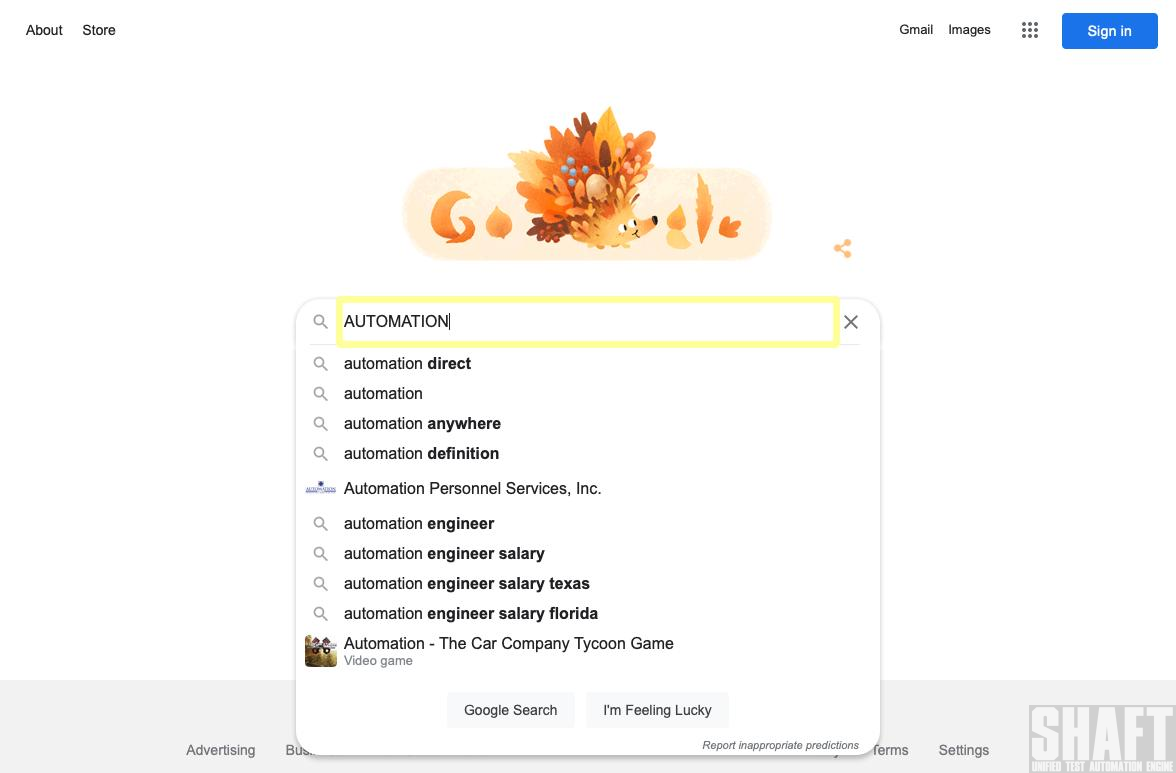 About Store
Gmail Images
Sign in
AUTOMATION
automation direct
automation
automation anywhere
automation definition
Automation Personnel Services, Inc.
automation engineer
automation engineer salary
automation engineer salary texas
automation engineer salary florida
Automation - The Car Company Tycoon Game
Video game
Google Search I'm Feeling Lucky
Report inappropriate predictions
Advertising Terms Settings
SHAFT
UNIFIED TEST AUTOMATION ENGINE